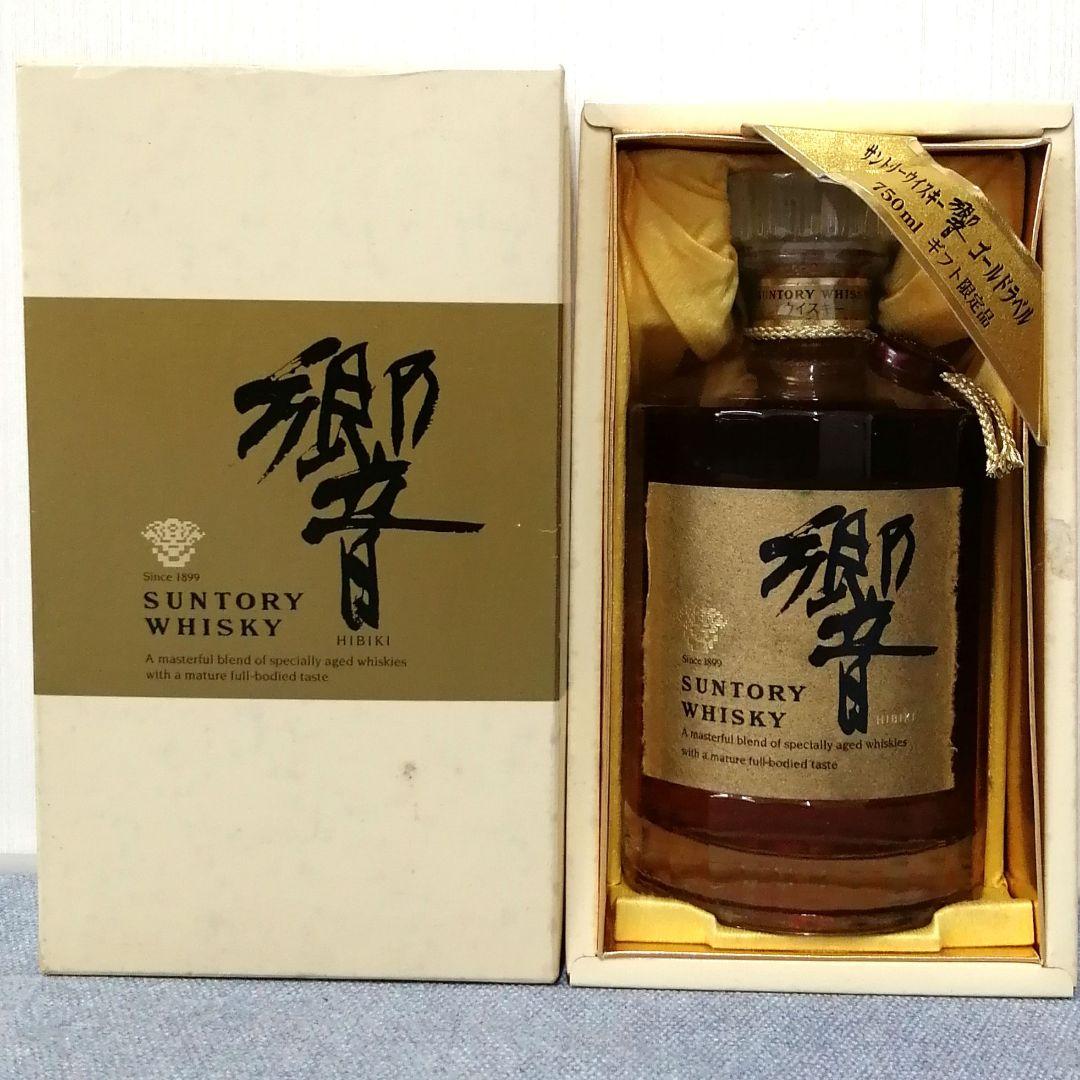 響
Since 1899
SUNTORY
WHISKY
HIBIKI
A masterful blend of specially aged whiskies
with a mature full-bodied taste
サントリーウイスキー 響 ゴールドラベル
750ml ギフト限定品
SUNTORY WHISK
ウイスキー
響
Since 1899
SUNTORY
WHISKY
HIBIKI
A masterful blend of specially aged whiskies
with a mature full-bodied taste